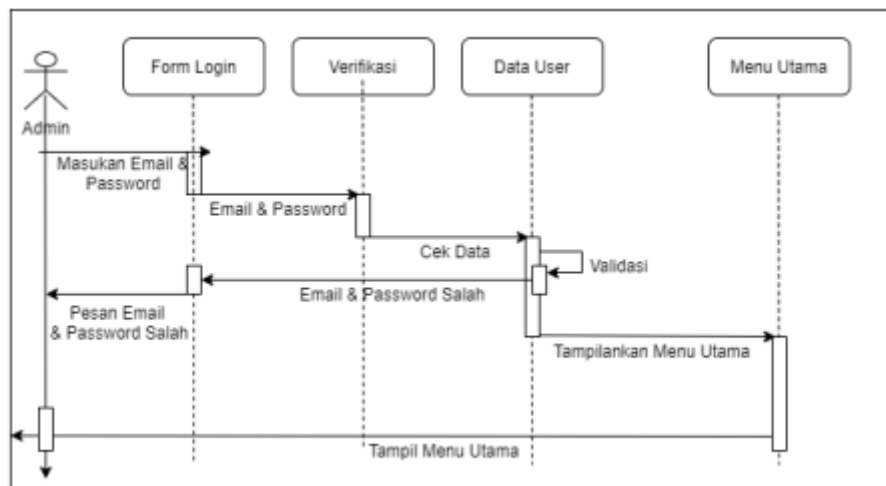 Form Login
Verifikasi
Data User
Menu Utama
Admin
Masukan Email &
Password
Email & Password
Cek Data
Validasi
Email & Password Salah
Pesan Email
& Password Salah
Tampilankan Menu Utama
Tampil Menu Utama